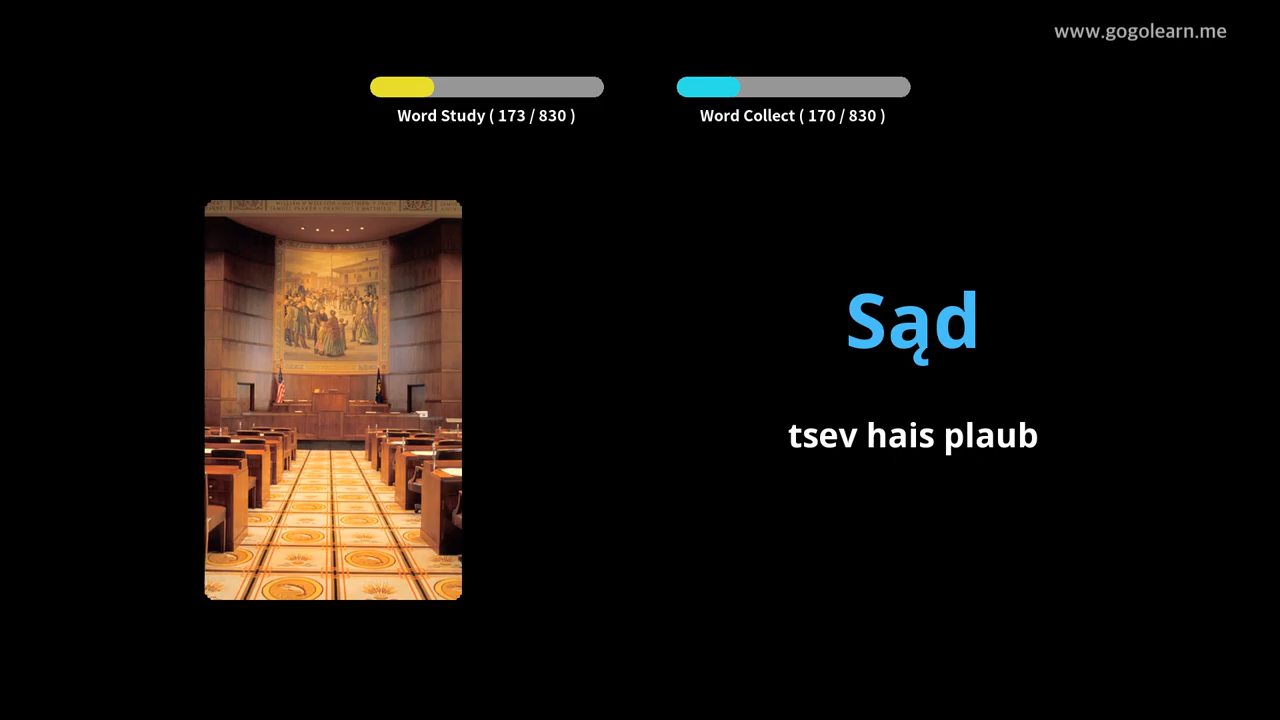 www.gogolearn.me
Word Study ( 173 / 830 )
Word Collect ( 170 / 830 )
Sąd
tsev hais plaub